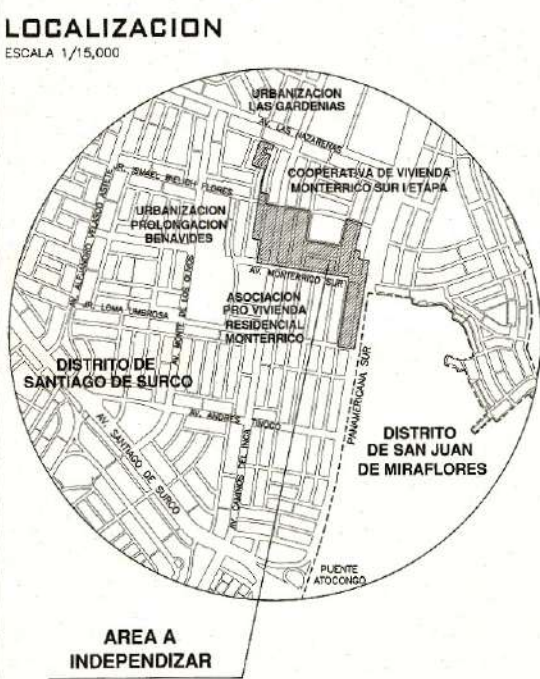 LOCALIZACION
ESCALA 1/15,000
URBANIZACION
LAS GARDENIAS
AV. LAS NAZARENAS
JR. ISMAEL BIELICH FLORES
COOPERATIVA DE VIVIENDA
MONTERRICO SUR I ETAPA
AV. ALEJANDRO VELASCO ASTETE
URBANIZACION
PROLONGACION
BENAVIDES
AV. MONTERRICO SUR
AV. MONTE DE LOS OLIVOS
JR. LOMA UMBROSA
ASOCIACION
PRO VIVIENDA
RESIDENCIAL
MONTERRICO
DISTRITO DE
SANTIAGO DE SURCO
AV. ANDRES TINOCO
PANAMERICANA SUR
AV. SANTIAGO DE SURCO
AV. CAMINOS DEL INCA
DISTRITO
DE SAN JUAN
DE MIRAFLORES
PUENTE
ATOCONGO
AREA A
INDEPENDIZAR